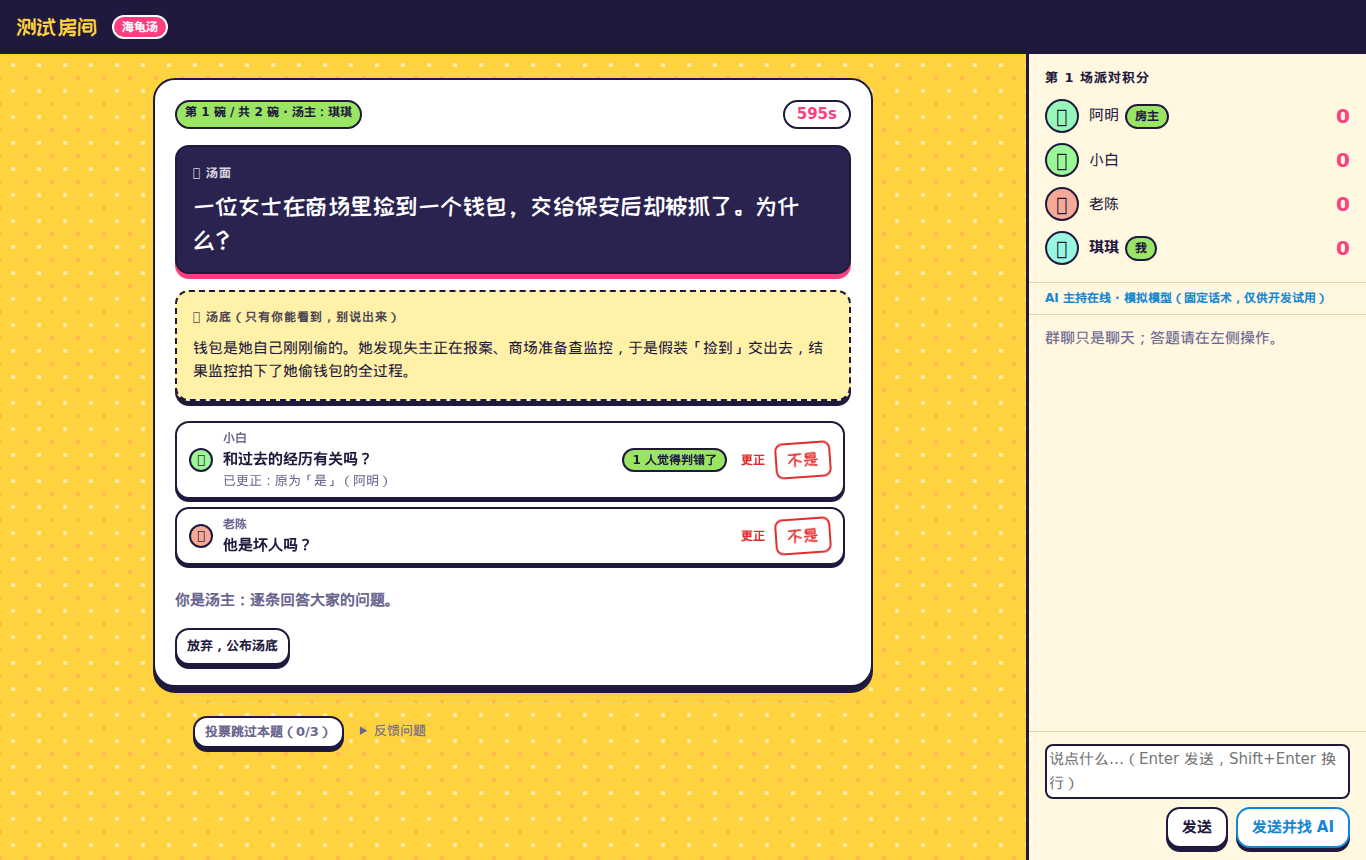 测试房间 海龟汤
第 1 碗 / 共 2 碗 · 汤主：琪琪 595s
汤面
一位女士在商场里捡到一个钱包，交给保安后却被抓了。为什
么？
汤底（只有你能看到，别说出来）
钱包是她自己刚刚偷的。她发现失主正在报案、商场准备查监控，于是假装「捡到」交出去，结
果监控拍下了她偷钱包的全过程。
小白
和过去的经历有关吗？ 1 人觉得判错了 更正 不是
已更正：原为「是」（阿明）
老陈
他是坏人吗？ 更正 不是
你是汤主：逐条回答大家的问题。
放弃，公布汤底
投票跳过本题（0/3） ▶ 反馈问题
第 1 场派对积分
阿明 房主 0
小白 0
老陈 0
琪琪 我 0
AI 主持在线 · 模拟模型（固定话术，仅供开发试用）
群聊只是聊天；答题请在左侧操作。
说点什么…（Enter 发送，Shift+Enter 换
行）
发送 发送并找 AI